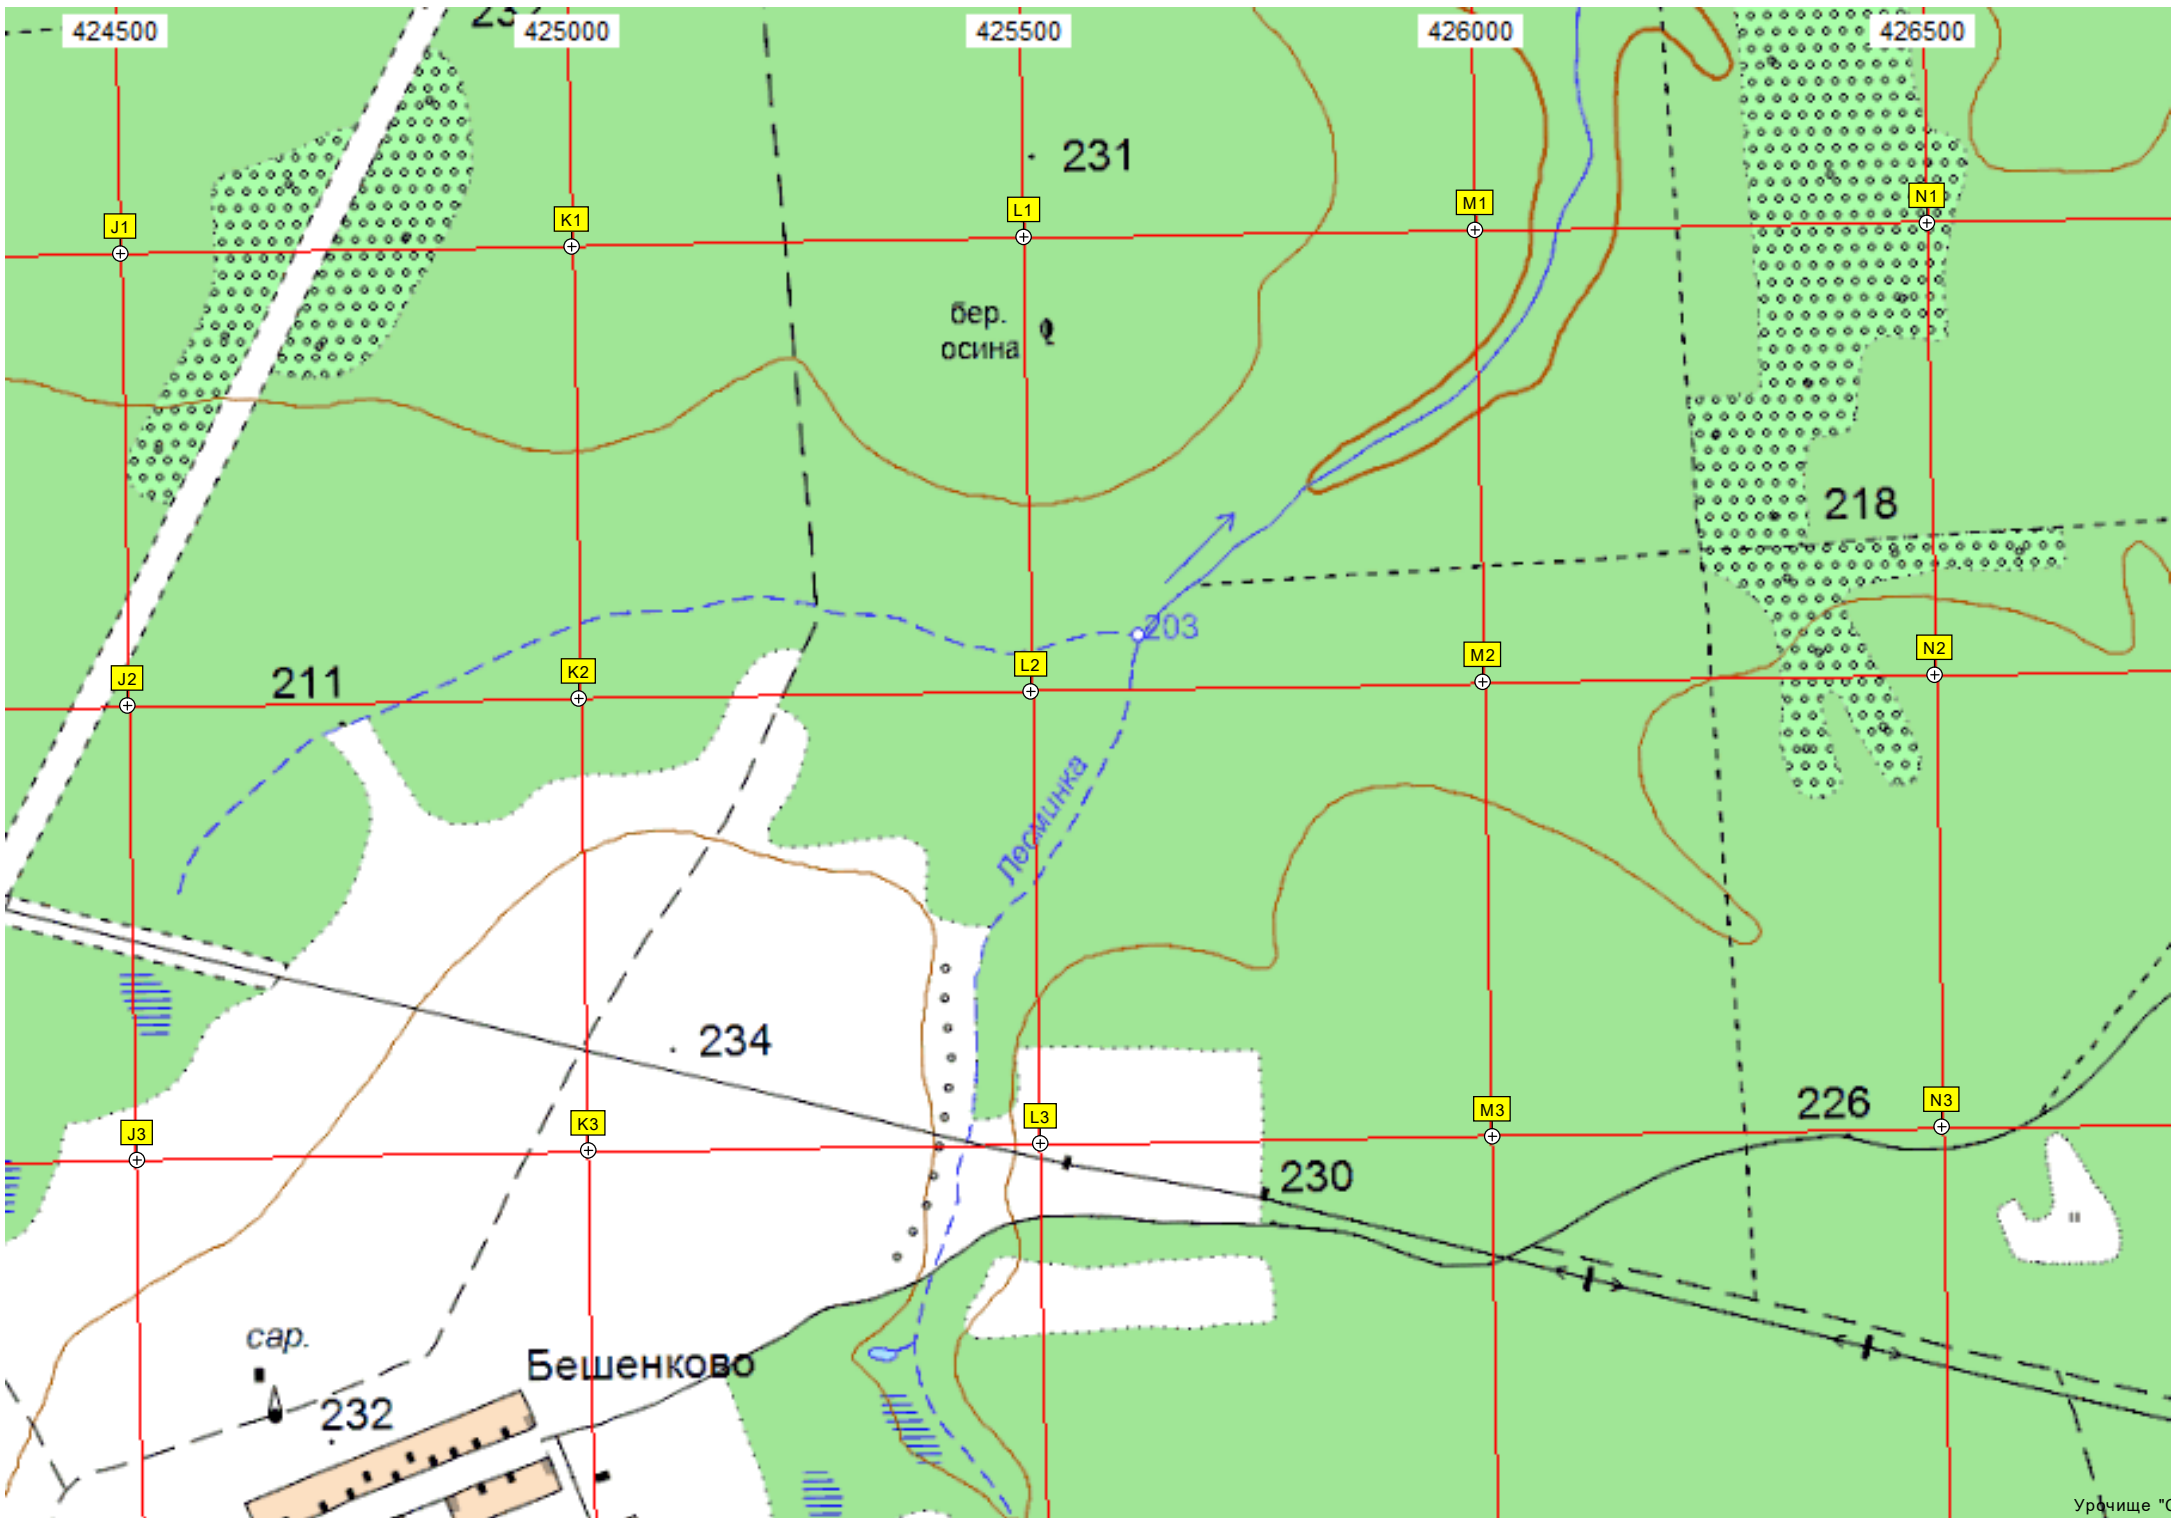 424500
425000
425500
426000
426500
231
J1
K1
L1
M1
N1
бер.
осина
218
203
J2
K2
L2
M2
N2
211
Лесминка
234
226
J3
K3
L3
M3
N3
230
сар.
Бешенково
232
Урочище "С